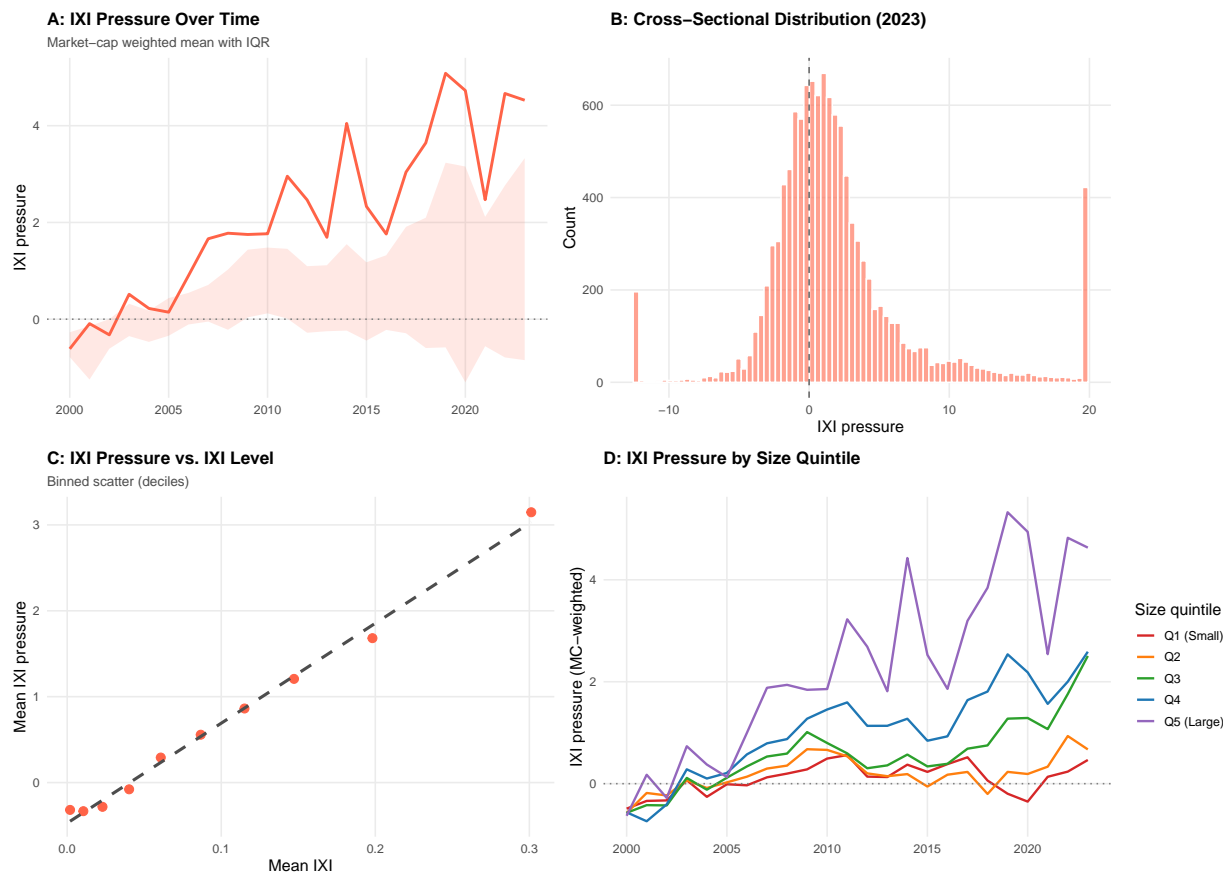 A: IXI Pressure Over Time
Market−cap weighted mean with IQR
IXI pressure
4
2
0
2000
2005
2010
2015
2020
B: Cross−Sectional Distribution (2023)
Count
600
400
200
0
−10
0
10
20
IXI pressure
C: IXI Pressure vs. IXI Level
Binned scatter (deciles)
Mean IXI pressure
3
2
1
0
0.0
0.1
0.2
0.3
Mean IXI
D: IXI Pressure by Size Quintile
IXI pressure (MC−weighted)
4
2
0
2000
2005
2010
2015
2020
Size quintile
Q1 (Small)
Q2
Q3
Q4
Q5 (Large)